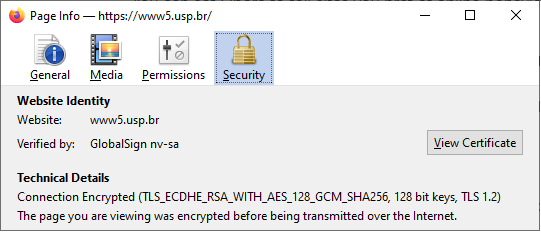 Page Info — https://www5.usp.br/
General Media Permissions Security
Website Identity
Website: www5.usp.br
Verified by: GlobalSign nv-sa
View Certificate
Technical Details
Connection Encrypted (TLS_ECDHE_RSA_WITH_AES_128_GCM_SHA256, 128 bit keys, TLS 1.2)
The page you are viewing was encrypted before being transmitted over the Internet.